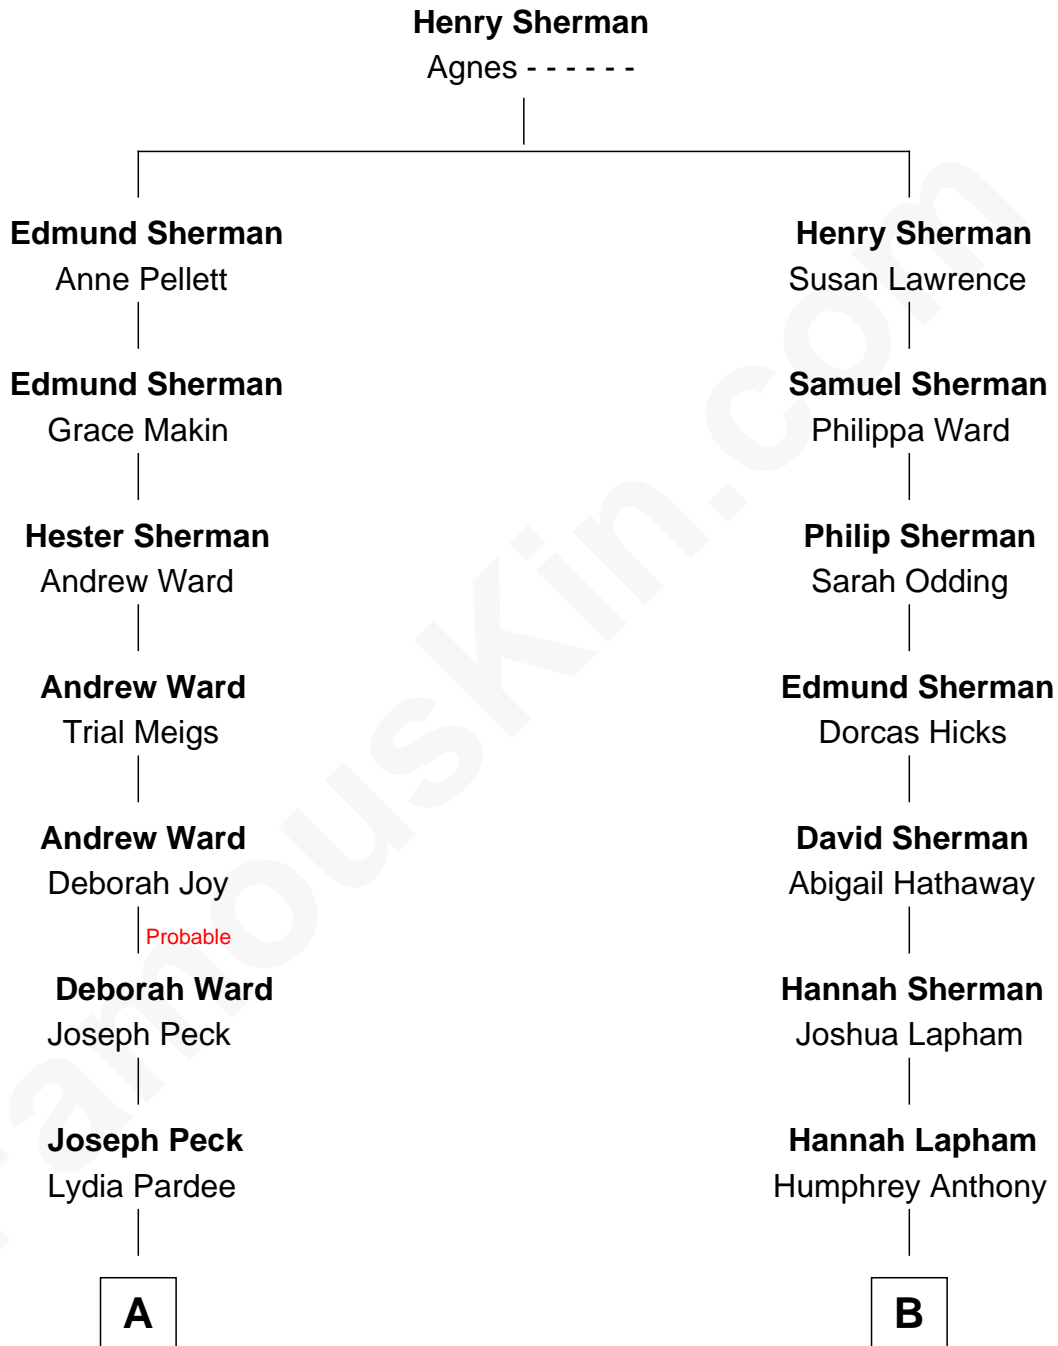 Henry Sherman
Agnes - - - - - -
Edmund Sherman
Anne Pellett
Henry Sherman
Susan Lawrence
Edmund Sherman
Grace Makin
Samuel Sherman
Philippa Ward
Hester Sherman
Andrew Ward
Philip Sherman
Sarah Odding
Andrew Ward
Trial Meigs
Edmund Sherman
Dorcas Hicks
Andrew Ward
Deborah Joy
David Sherman
Abigail Hathaway
Probable
Deborah Ward
Joseph Peck
Hannah Sherman
Joshua Lapham
Joseph Peck
Lydia Pardee
Hannah Lapham
Humphrey Anthony
A
B
FamousKin.com